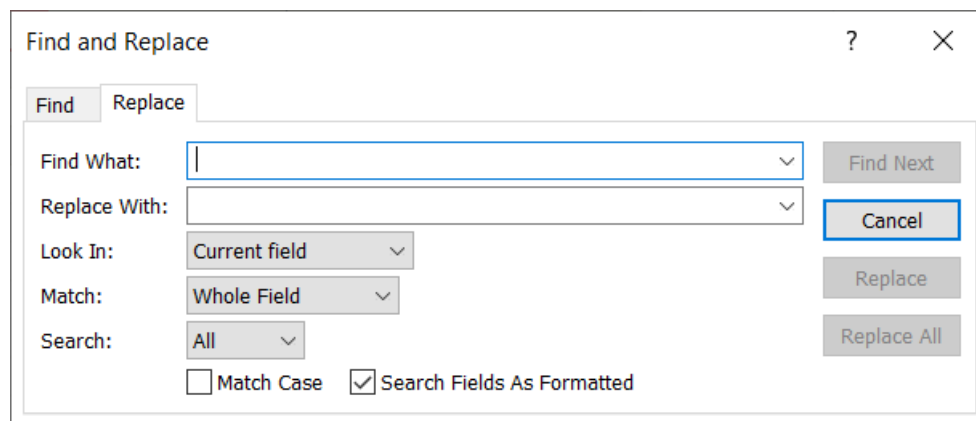 Find and Replace ?
Find Replace
Find What: Find Next
Replace With: Cancel
Look In: Current field
Match: Whole Field Replace
Search: All Replace All
Match Case Search Fields As Formatted